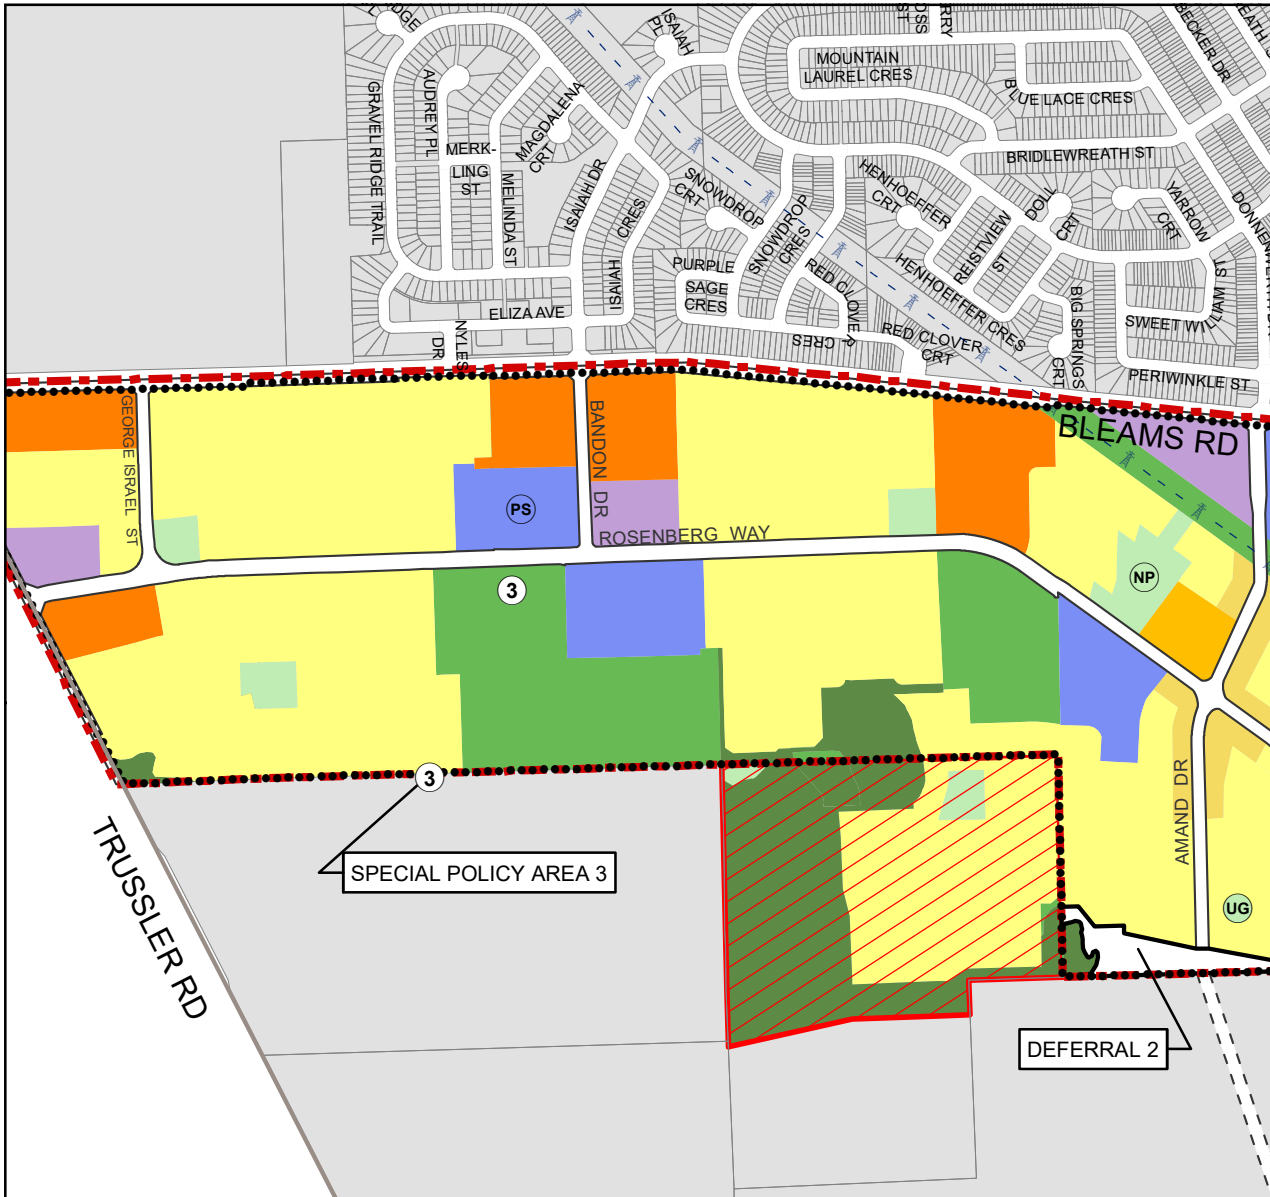 ISAIAH
PL
BECKER DR
MOUNTAIN
LAUREL CRES
BLUE LACE CRES
GRAVEL RIDGE TRAIL
AUDREY PL
MAGDALENA
CRT
MERK-
LING
ST
MELINDA ST
ISAIAH DR
ISAIAH
CRES
SNOWDROP
CRT
SNOWDROP
CRES
BRIDLEWREATH ST
HENHOEFFER
CRT
REISTVIEW
ST
DOLL
CRT
YARROW
CRT
PURPLE
SAGE
CRES
RED CLOVER
CRES
HENHOEFFER CRES
RED CLOVER
CRT
BIG SPRINGS
CRT
SWEET WILLIAM ST
PERIWINKLE ST
ELIZA AVE
NYLES
DR
BLEAMS RD
GEORGE ISRAEL ST
BANDON DR
PS
ROSENBERG WAY
3
NP
3
SPECIAL POLICY AREA 3
TRUSSLER RD
AMAND DR
UG
DEFERRAL 2